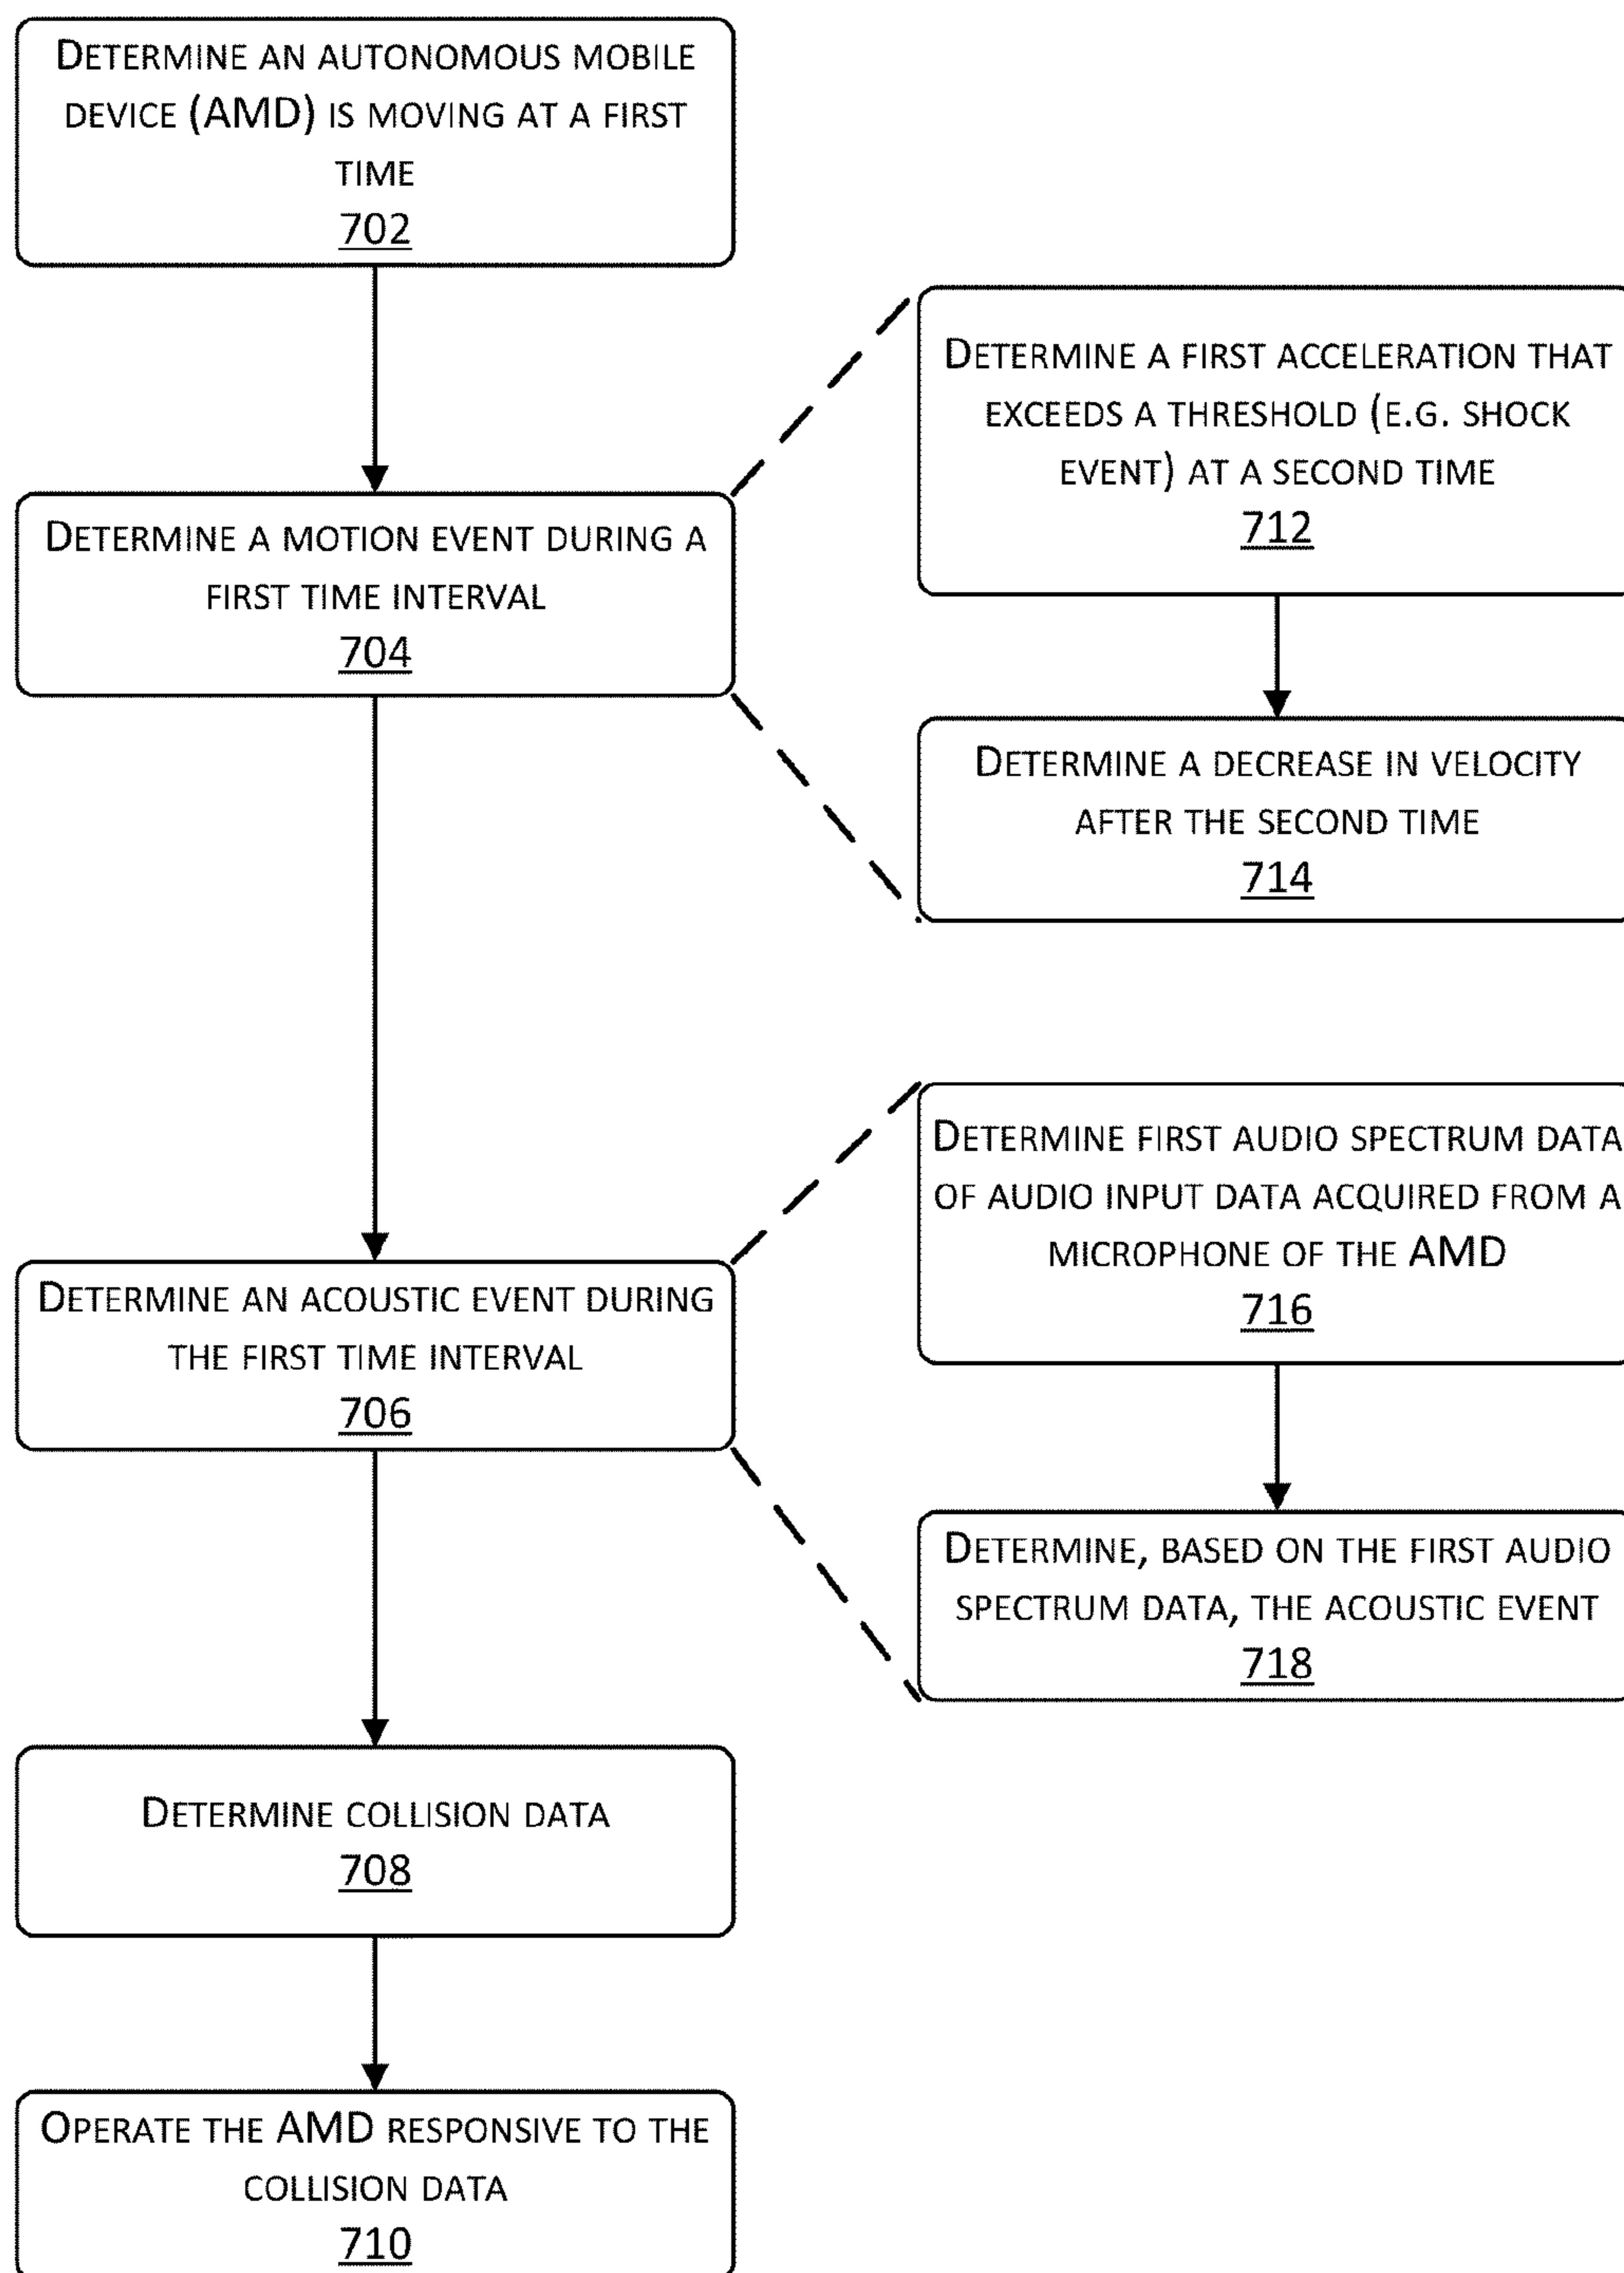 DETERMINE AN AUTONOMOUS MOBILE
DEVICE (AMD) IS MOVING AT A FIRST
TIME
702
DETERMINE A MOTION EVENT DURING A
FIRST TIME INTERVAL
704
DETERMINE A FIRST ACCELERATION THAT
EXCEEDS A THRESHOLD (E.G. SHOCK
EVENT) AT A SECOND TIME
712
DETERMINE A DECREASE IN VELOCITY
AFTER THE SECOND TIME
714
DETERMINE AN ACOUSTIC EVENT DURING
THE FIRST TIME INTERVAL
706
DETERMINE FIRST AUDIO SPECTRUM DATA
OF AUDIO INPUT DATA ACQUIRED FROM A
MICROPHONE OF THE AMD
716
DETERMINE, BASED ON THE FIRST AUDIO
SPECTRUM DATA, THE ACOUSTIC EVENT
718
DETERMINE COLLISION DATA
708
OPERATE THE AMD RESPONSIVE TO THE
COLLISION DATA
710